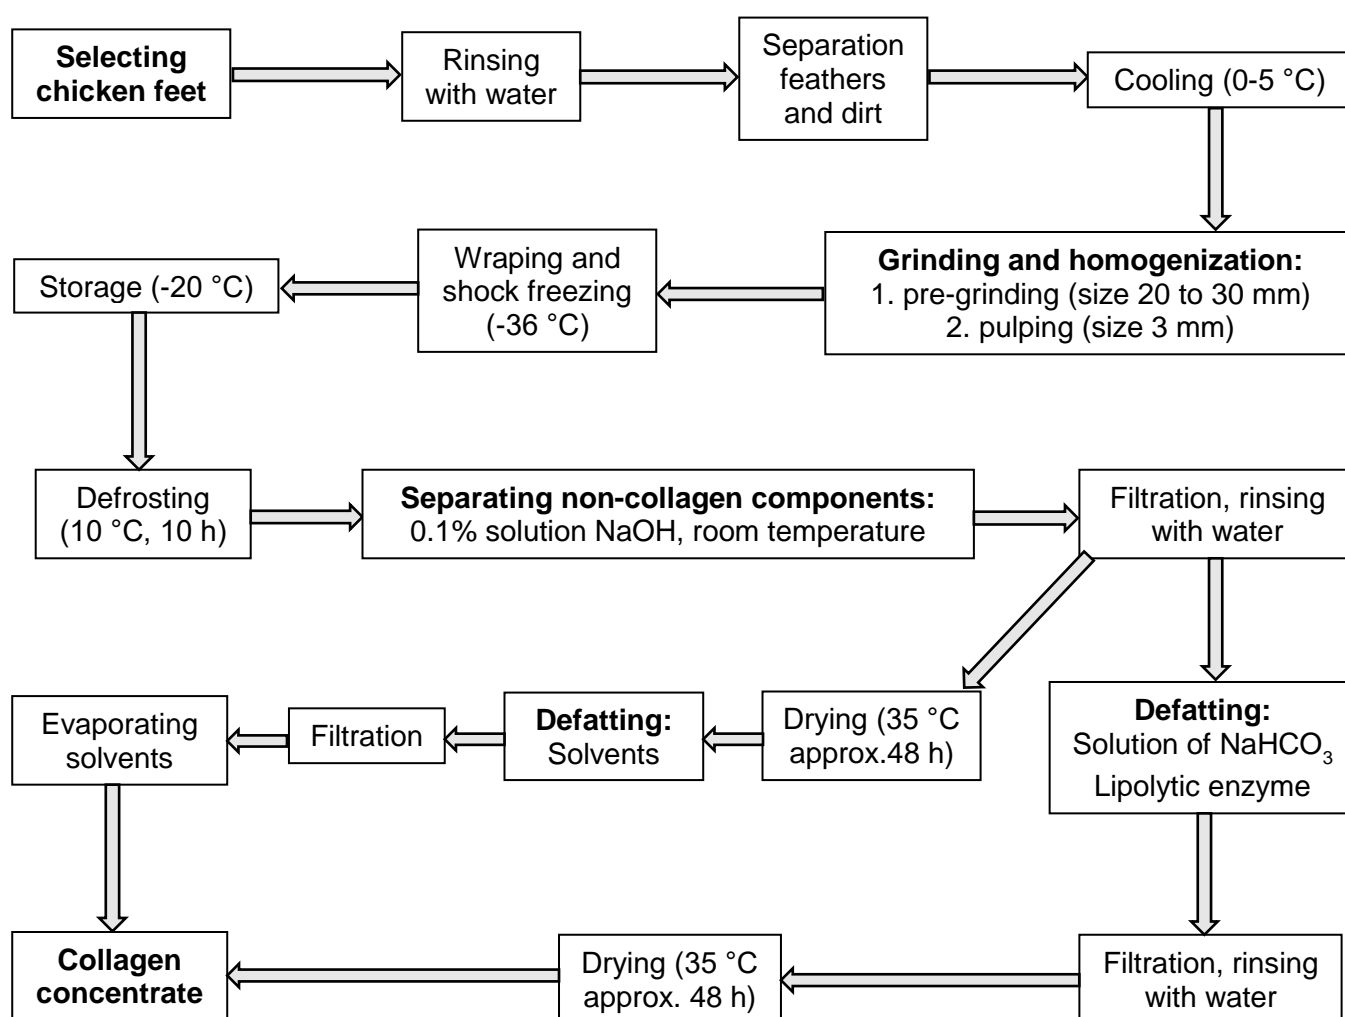 Selecting
chicken feet
Rinsing
with water
Separation
feathers
and dirt
Cooling (0-5 °C)
Storage (-20 °C)
Wraping and
shock freezing
(-36 °C)
Grinding and homogenization:
1. pre-grinding (size 20 to 30 mm)
2. pulping (size 3 mm)
Defrosting
(10 °C, 10 h)
Separating non-collagen components:
0.1% solution NaOH, room temperature
Filtration, rinsing
with water
Evaporating
solvents
Filtration
Defatting:
Solvents
Drying (35 °C
approx.48 h)
Defatting:
Solution of NaHCO3
Lipolytic enzyme
Collagen
concentrate
Drying (35 °C
approx. 48 h)
Filtration, rinsing
with water